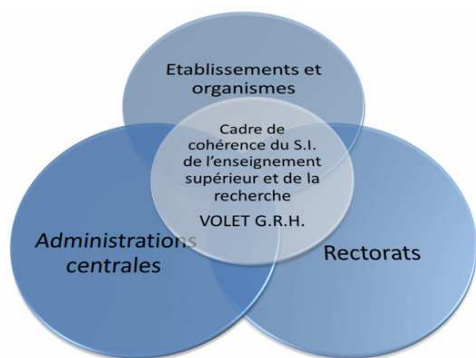 Etablissements et
organismes
Cadre de
cohérence du S.I.
de l'enseignement
supérieur et de la
recherche
VOLET G.R.H.
Administrations
centrales
Rectorats